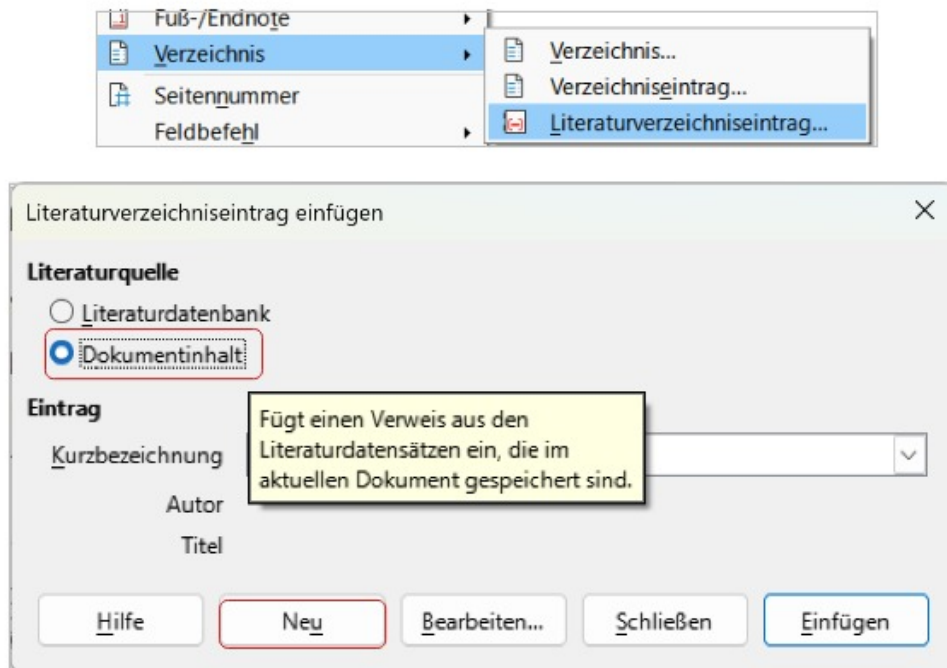 Fuß-/Endnote
Verzeichnis
Verzeichnis...
Verzeichniseintrag...
Seitennummer
Feldbefehl
Literaturverzeichniseintrag...
Literaturverzeichniseintrag einfügen
Literaturquelle
Literaturdatenbank
Dokumentinhalt
Eintrag
Fügt einen Verweis aus den
Literaturdatensätzen ein, die im
aktuellen Dokument gespeichert sind.
Kurzbezeichnung
Autor
Titel
Hilfe Neu Bearbeiten... Schließen Einfügen